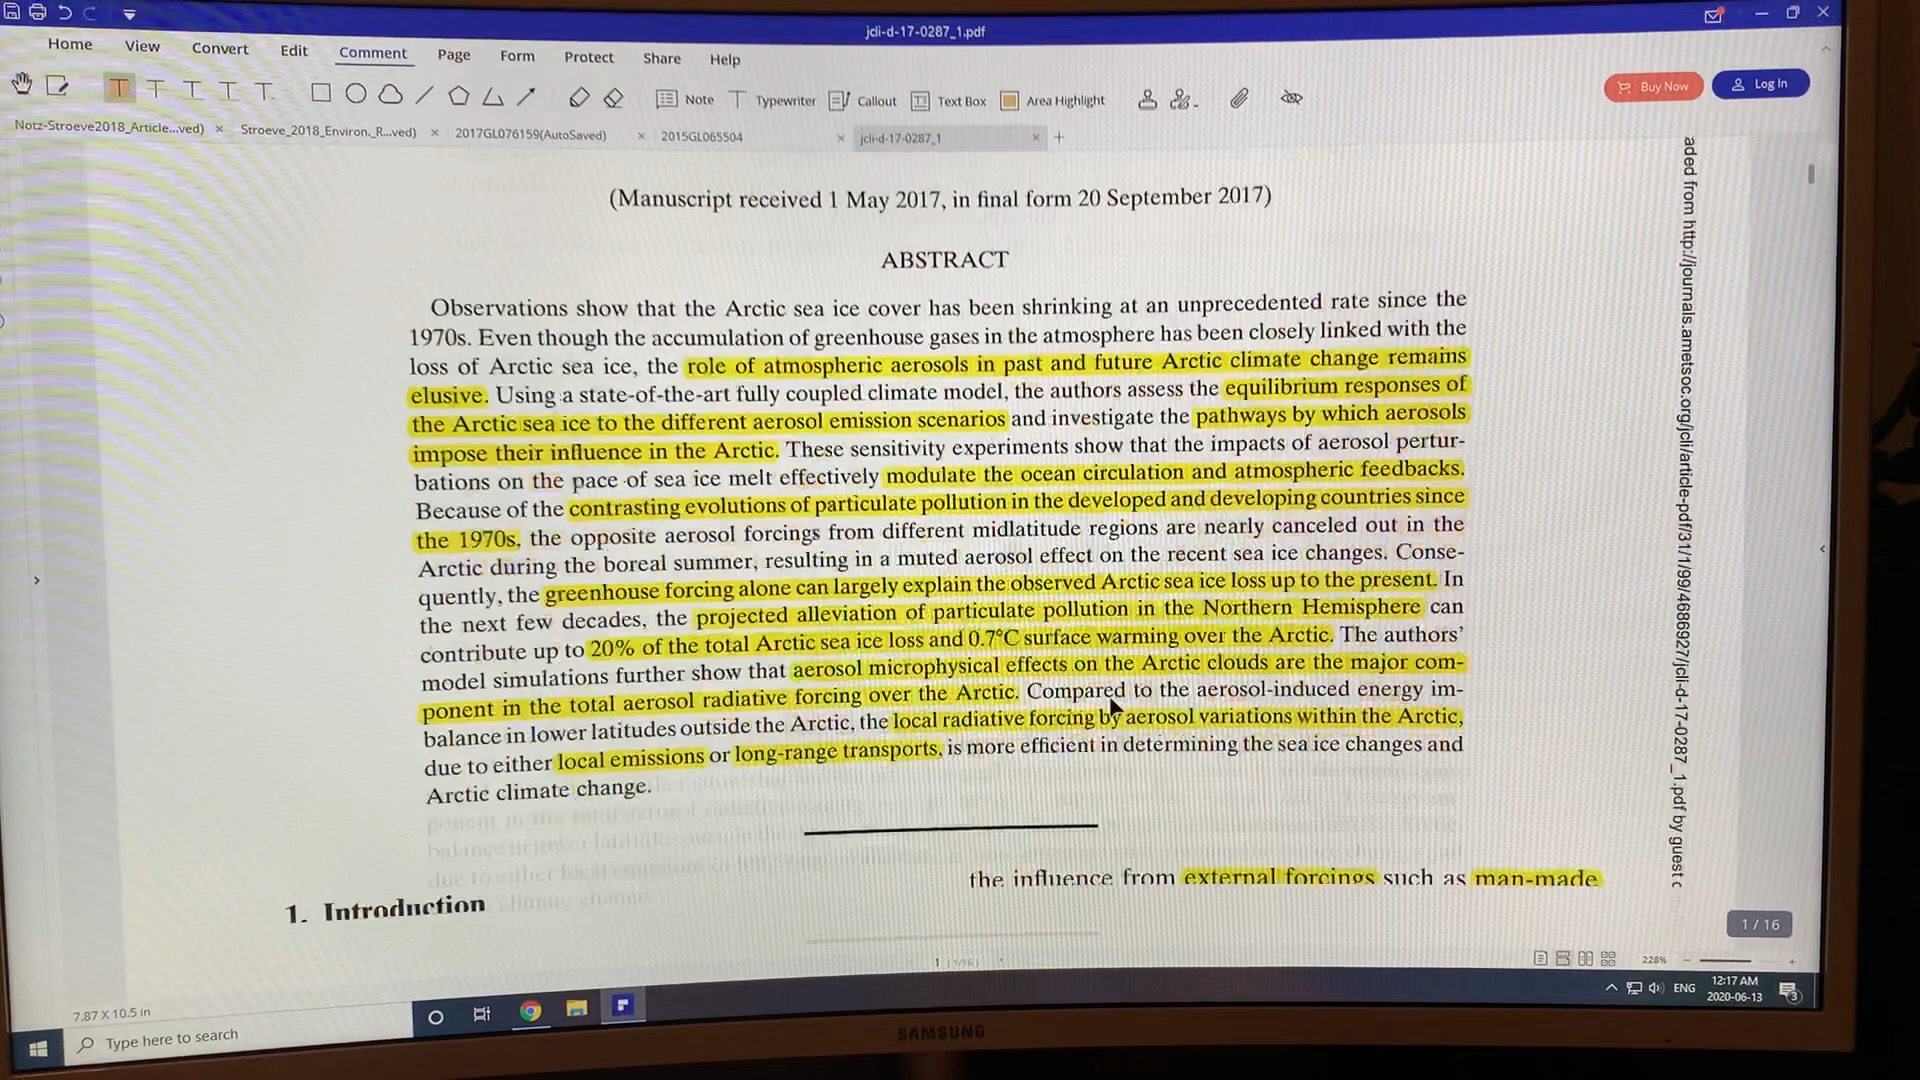 jcli-d-17-0287_1.pdf
Home View Convert Edit Comment Page Form Protect Share Help
Note Typewriter Callout Text Box Area Highlight
Buy Now Log In
Notz-Stroeve2018_Article...ved) × Stroeve_2018_Environ._R...ved) × 2017GL076159(AutoSaved) × 2015GL065504 × jcli-d-17-0287_1 × +
(Manuscript received 1 May 2017, in final form 20 September 2017)
ABSTRACT
Observations show that the Arctic sea ice cover has been shrinking at an unprecedented rate since the
1970s. Even though the accumulation of greenhouse gases in the atmosphere has been closely linked with the
loss of Arctic sea ice, the role of atmospheric aerosols in past and future Arctic climate change remains
elusive. Using a state-of-the-art fully coupled climate model, the authors assess the equilibrium responses of
the Arctic sea ice to the different aerosol emission scenarios and investigate the pathways by which aerosols
impose their influence in the Arctic. These sensitivity experiments show that the impacts of aerosol pertur-
bations on the pace of sea ice melt effectively modulate the ocean circulation and atmospheric feedbacks.
Because of the contrasting evolutions of particulate pollution in the developed and developing countries since
the 1970s, the opposite aerosol forcings from different midlatitude regions are nearly canceled out in the
Arctic during the boreal summer, resulting in a muted aerosol effect on the recent sea ice changes. Conse-
quently, the greenhouse forcing alone can largely explain the observed Arctic sea ice loss up to the present. In
the next few decades, the projected alleviation of particulate pollution in the Northern Hemisphere can
contribute up to 20% of the total Arctic sea ice loss and 0.7°C surface warming over the Arctic. The authors'
model simulations further show that aerosol microphysical effects on the Arctic clouds are the major com-
ponent in the total aerosol radiative forcing over the Arctic. Compared to the aerosol-induced energy im-
balance in lower latitudes outside the Arctic, the local radiative forcing by aerosol variations within the Arctic,
due to either local emissions or long-range transports, is more efficient in determining the sea ice changes and
Arctic climate change.
the influence from external forcings such as man-made
1. Introduction
aded from http://journals.ametsoc.org/jcli/article-pdf/31/1/99/4686927/jcli-d-17-0287_1.pdf by guest
1 / 16
1 (1/16)
228%
7.87 X 10.5 in
Type here to search
ENG
12:17 AM
2020-06-13
3
SAMSUNG